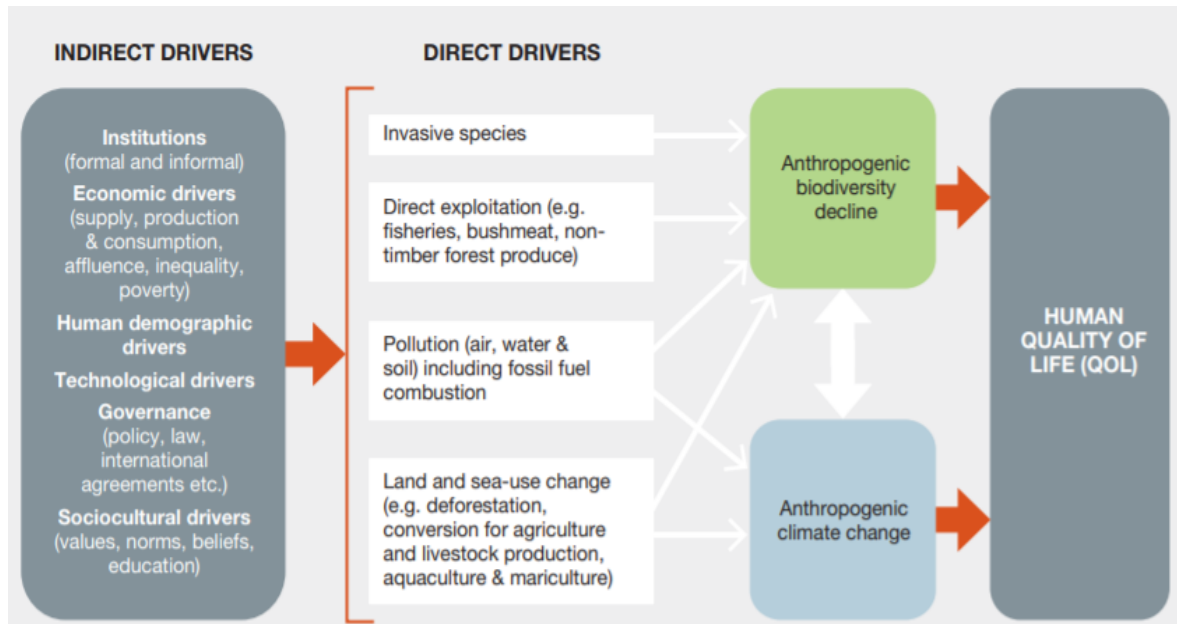 INDIRECT DRIVERS
Institutions
(formal and informal)
Economic drivers
(supply, production
& consumption,
affluence, inequality,
poverty)
Human demographic
drivers
Technological drivers
Governance
(policy, law,
international
agreements etc.)
Sociocultural drivers
(values, norms, beliefs,
education)
DIRECT DRIVERS
Invasive species
Direct exploitation (e.g.
fisheries, bushmeat, non-
timber forest produce)
Pollution (air, water &
soil) including fossil fuel
combustion
Land and sea-use change
(e.g. deforestation,
conversion for agriculture
and livestock production,
aquaculture & mariculture)
Anthropogenic
biodiversity
decline
Anthropogenic
climate change
HUMAN
QUALITY OF
LIFE (QOL)